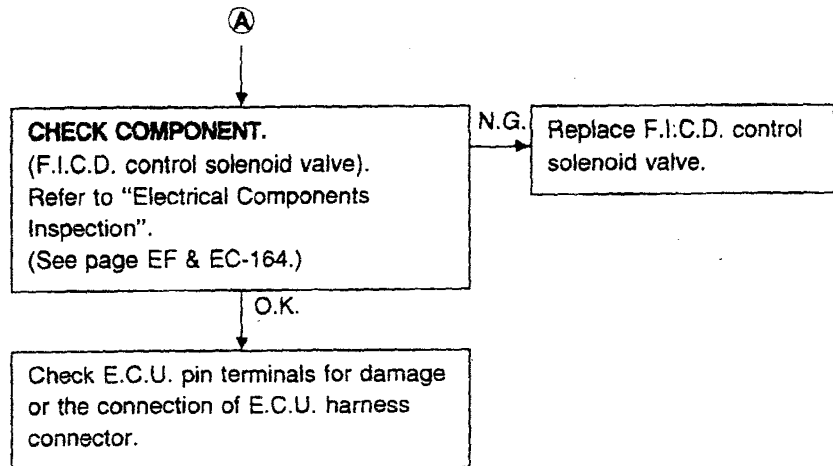 A
CHECK COMPONENT.
(F.I.C.D. control solenoid valve).
Refer to “Electrical Components
Inspection”.
(See page EF & EC-164.)
N.G.
Replace F.I.C.D. control
solenoid valve.
O.K.
Check E.C.U. pin terminals for damage
or the connection of E.C.U. harness
connector.